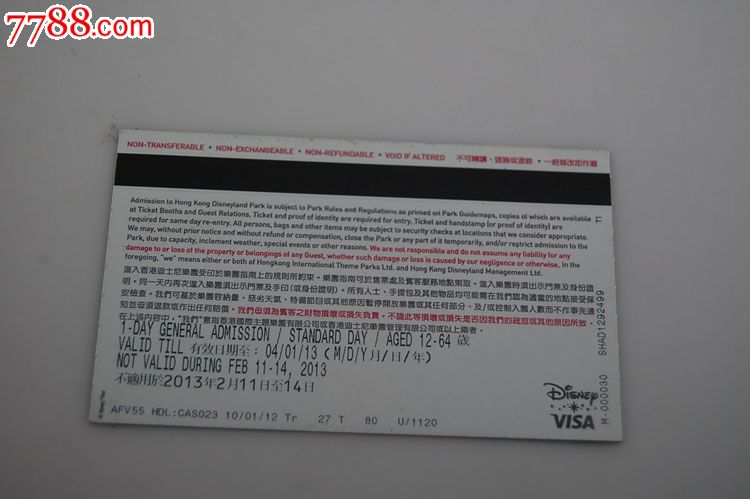 7788.com
NON-TRANSFERABLE • NON-EXCHANGEABLE • NON-REFUNDABLE • VOID IF ALTERED 不可轉讓、退換或退款 • 一經修改即作廢
Admission to Hong Kong Disneyland Park is subject to Park Rules and Regulations as printed on Park Guidemaps, copies of which are available
at Ticket Booths and Guest Relations. Ticket and proof of identity are required for entry. Ticket and handstamp (or proof of identity) are
required for same day re-entry. All persons, bags and other items may be subject to security checks at locations that we consider appropriate.
We may, without prior notice and without refund or compensation, close the Park or any part of it temporarily, and/or restrict admission to the
Park, due to capacity, inclement weather, special events or other reasons. We are not responsible and do not assume any liability for any
damage to or loss of the property or belongings of any Guest, whether such damage or loss is caused by our negligence or otherwise. In the
foregoing, "we" means either or both of Hongkong International Theme Parks Ltd. and Hong Kong Disneyland Management Ltd.
進入香港迪士尼樂園受印於樂園指南上的規則所約束。樂園指南可於售票處及賓客服務地點索取。進入樂園時須出示門票及身份證
明。同一天內再次進入樂園須出示門票及手印(或身份證明)。所有人士、手提包及其他物品均可能需在我們認為適當的地點接受保
安檢查。我們可基於容納量、惡劣天氣、特備節目或其他原因暫停開放樂園或其任何部分，及/或控制入園人數而不作事先通
知並毋須退款或作出任何賠償。我們毋須為賓客之財物損壞或損失負責，不論此等損壞或損失是否因我們的疏忽或其他原因所致。
在上述內容中，"我們"意指香港國際主題樂園有限公司或香港迪士尼樂園管理有限公司或以上兩者。
1-DAY GENERAL ADMISSION / STANDARD DAY / AGED 12-64 歲
VALID TILL 有效日期至: 04/01/13 (M/D/Y月/日/年)
NOT VALID DURING FEB 11-14, 2013
不適用於2013年2月11日至14日
AFV55 HDL:CAS023 10/01/12 Tr 27 T 80 U/1120
Disney
VISA
M-000030 SHAD1292499 TI